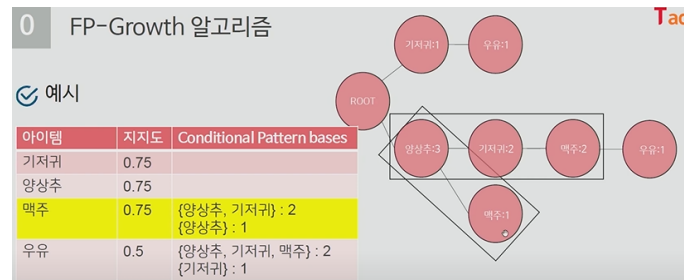 0
FP-Growth 알고리즘
Tac
예시
아이템 지지도 Conditional Pattern bases
기저귀 0.75
양상추 0.75
맥주 0.75 {양상추, 기저귀} : 2
{양상추} : 1
우유 0.5 {양상추, 기저귀, 맥주} : 2
{기저귀} : 1
기저귀:1
우유:1
ROOT
양상추:3
기저귀:2
맥주:2
우유:1
맥주:1